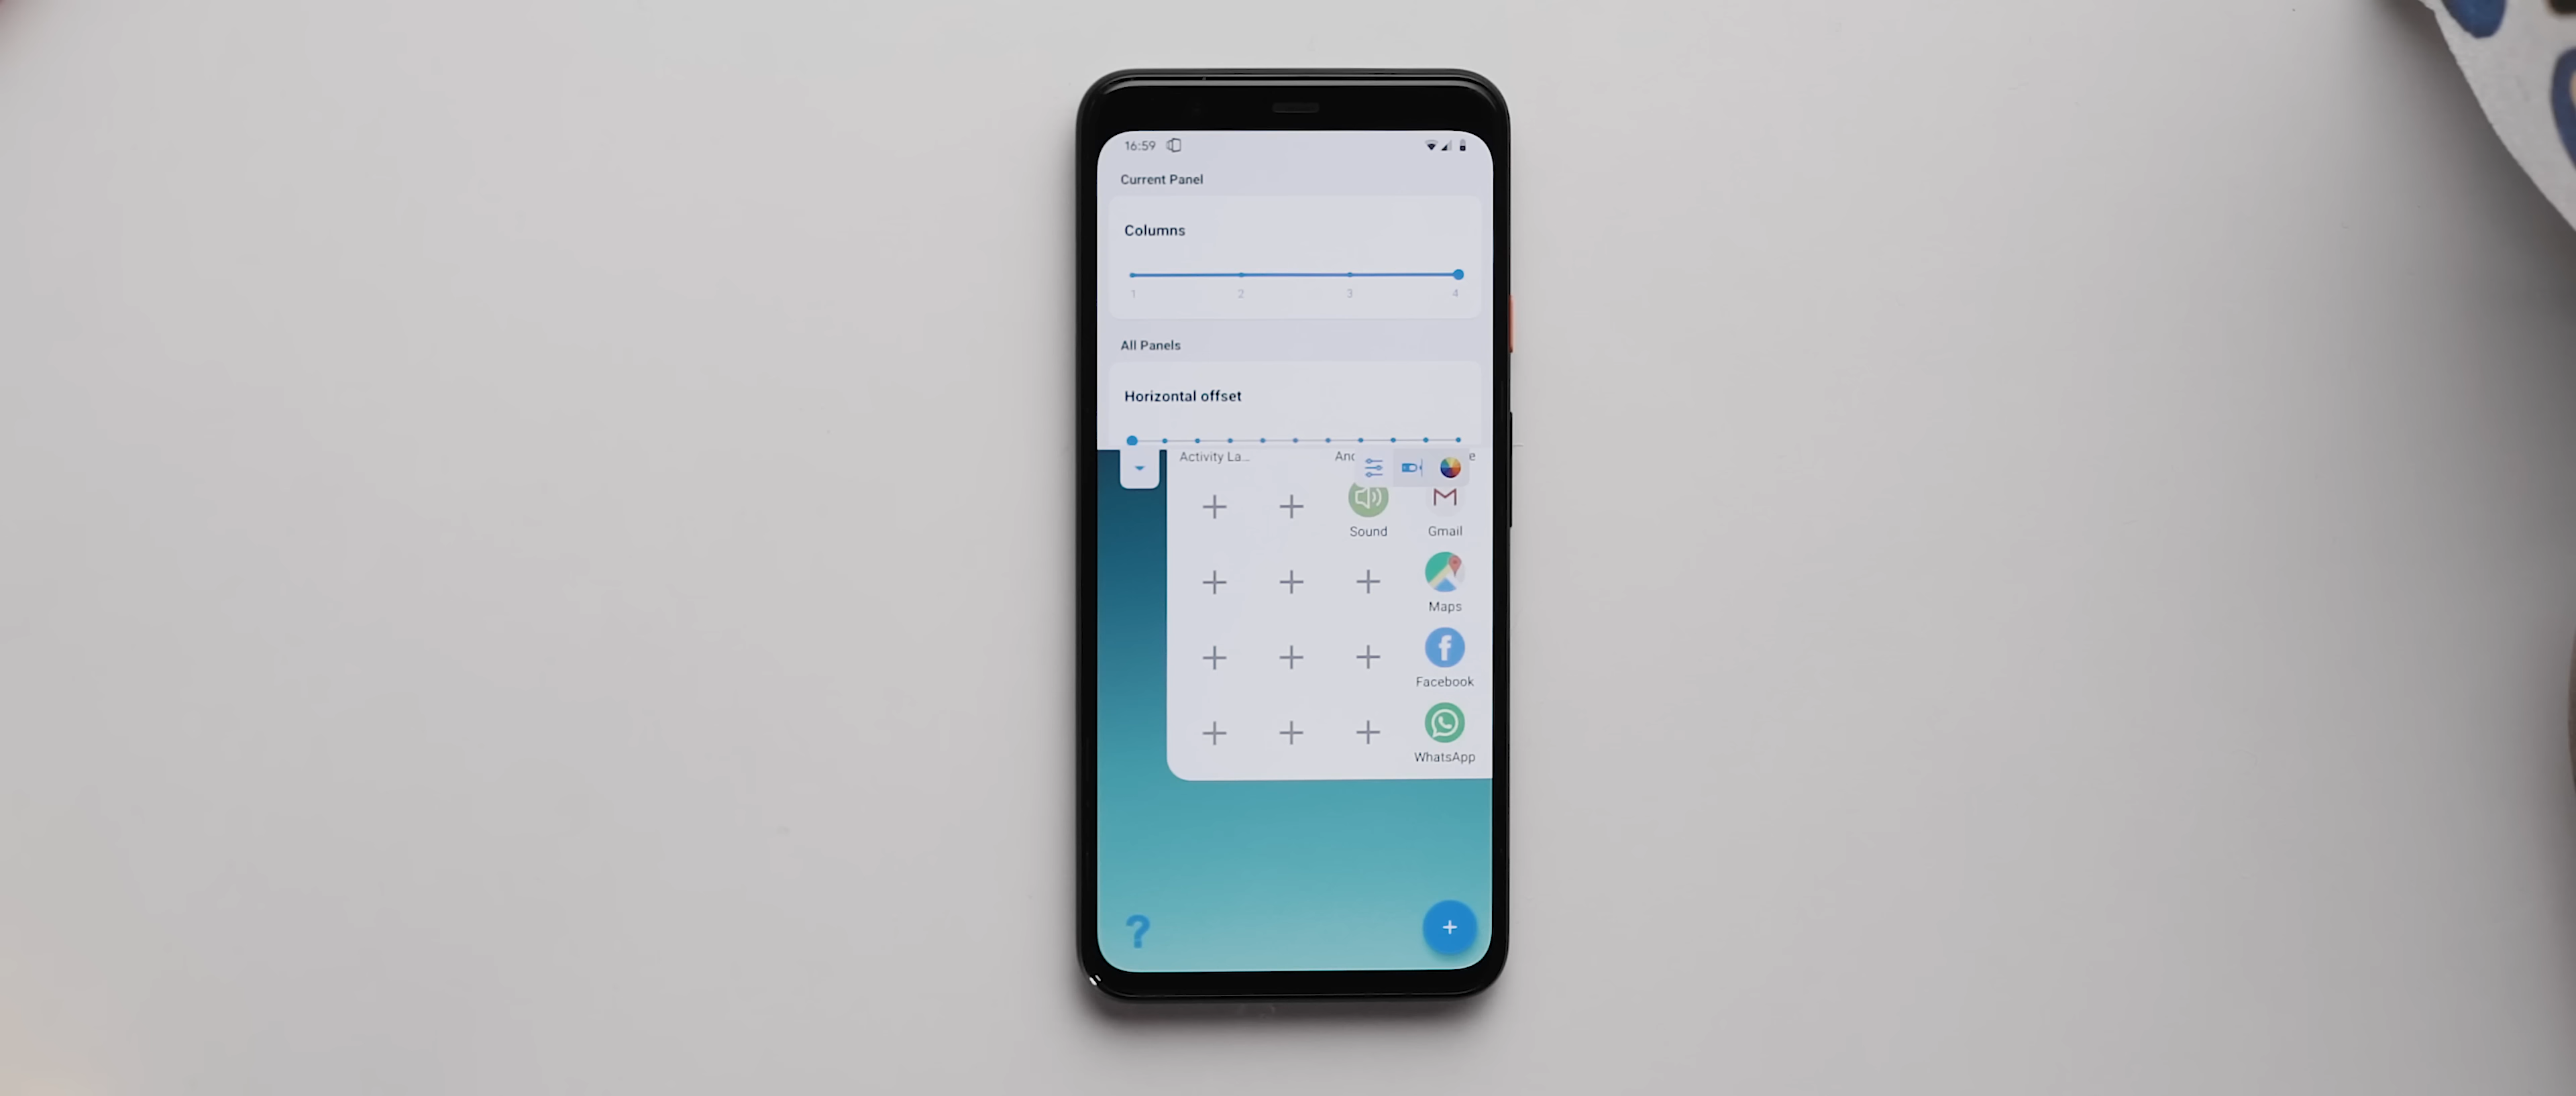 16:59
Current Panel
Columns
1 2 3 4
All Panels
Horizontal offset
Activity La...
Sound Gmail
Maps
Facebook
WhatsApp
?